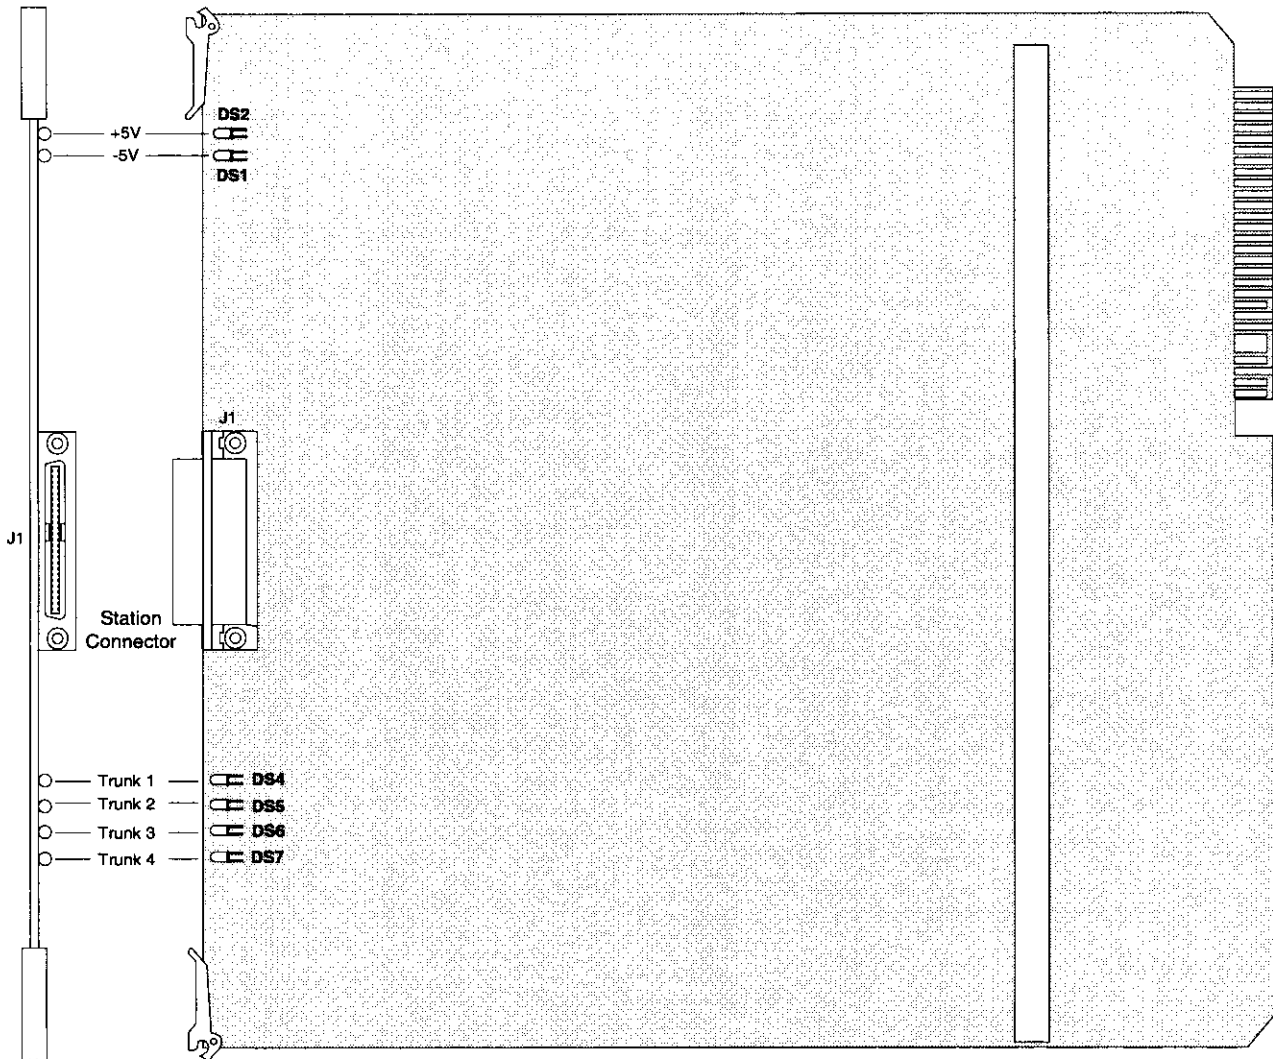 DS2
+5V
-5V
DS1
J1
J1
Station
Connector
Trunk 1 DS4
Trunk 2 DS5
Trunk 3 DS6
Trunk 4 DS7